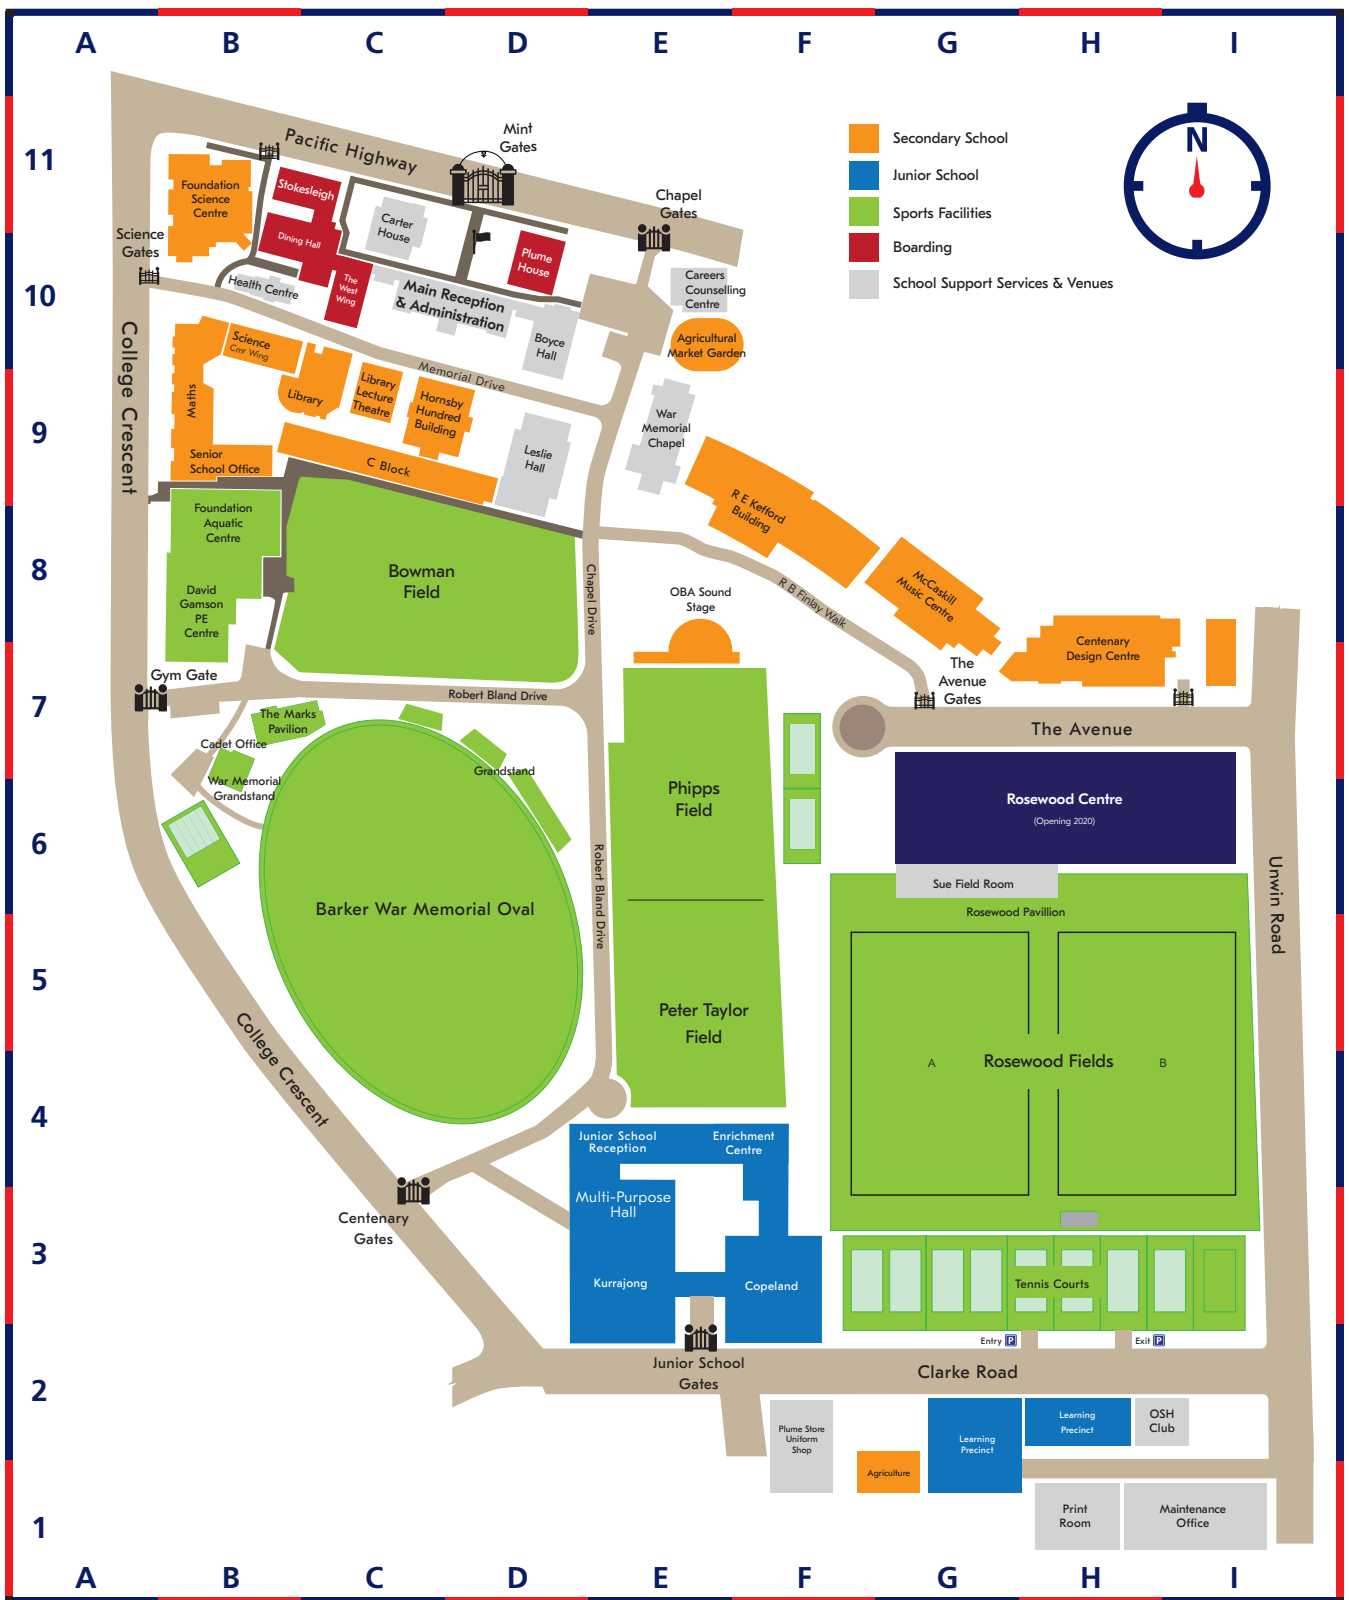 A B C D E F G H I
11
10
9
8
7
6
5
4
3
2
1
Pacific Highway
Mint
Gates
Chapel
Gates
Science
Gates
N
Secondary School
Junior School
Sports Facilities
Boarding
School Support Services & Venues
Foundation
Science
Centre
Stokesleigh
Dining Hall
The
West
Wing
Carter
House
Plume
House
Health Centre
Main Reception
& Administration
Boyce
Hall
Careers
Counselling
Centre
Agricultural
Market Garden
College Crescent
Science
Cmr Wing
Maths
Library
Library
Lecture
Theatre
Hornsby
Hundred
Building
Memorial Drive
Senior
School Office
C Block
Leslie
Hall
War
Memorial
Chapel
R E Kefford
Building
Foundation
Aquatic
Centre
David
Gamson
PE
Centre
Bowman
Field
Chapel Drive
OBA Sound
Stage
R B Finlay Walk
McCaskill
Music Centre
Centenary
Design Centre
The
Avenue
Gates
Gym Gate
Robert Bland Drive
The Marks
Pavilion
Cadet Office
War Memorial
Grandstand
Grandstand
The Avenue
Phipps
Field
Rosewood Centre
(Opening 2020)
Sue Field Room
Rosewood Pavillion
Robert Bland Drive
Barker War Memorial Oval
Unwin Road
Peter Taylor
Field
A
Rosewood Fields
B
College Crescent
Centenary
Gates
Junior School
Reception
Enrichment
Centre
Multi-Purpose
Hall
Kurrajong
Copeland
Tennis Courts
Entry P
Exit P
Junior School
Gates
Clarke Road
Plume Store
Uniform
Shop
Agriculture
Learning
Precinct
Learning
Precinct
OSH
Club
Print
Room
Maintenance
Office
A B C D E F G H I